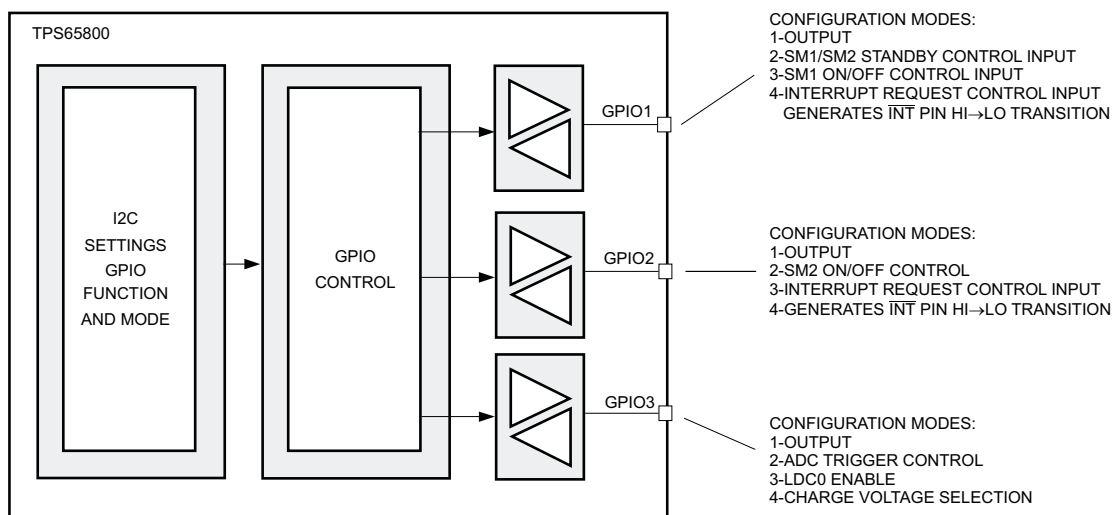 TPS65800
I2C
SETTINGS
GPIO
FUNCTION
AND MODE
GPIO
CONTROL
GPIO1
GPIO2
GPIO3
CONFIGURATION MODES:
1-OUTPUT
2-SM1/SM2 STANDBY CONTROL INPUT
3-SM1 ON/OFF CONTROL INPUT
4-INTERRUPT REQUEST CONTROL INPUT
GENERATES INT PIN HI→LO TRANSITION
CONFIGURATION MODES:
1-OUTPUT
2-SM2 ON/OFF CONTROL
3-INTERRUPT REQUEST CONTROL INPUT
4-GENERATES INT PIN HI→LO TRANSITION
CONFIGURATION MODES:
1-OUTPUT
2-ADC TRIGGER CONTROL
3-LDC0 ENABLE
4-CHARGE VOLTAGE SELECTION